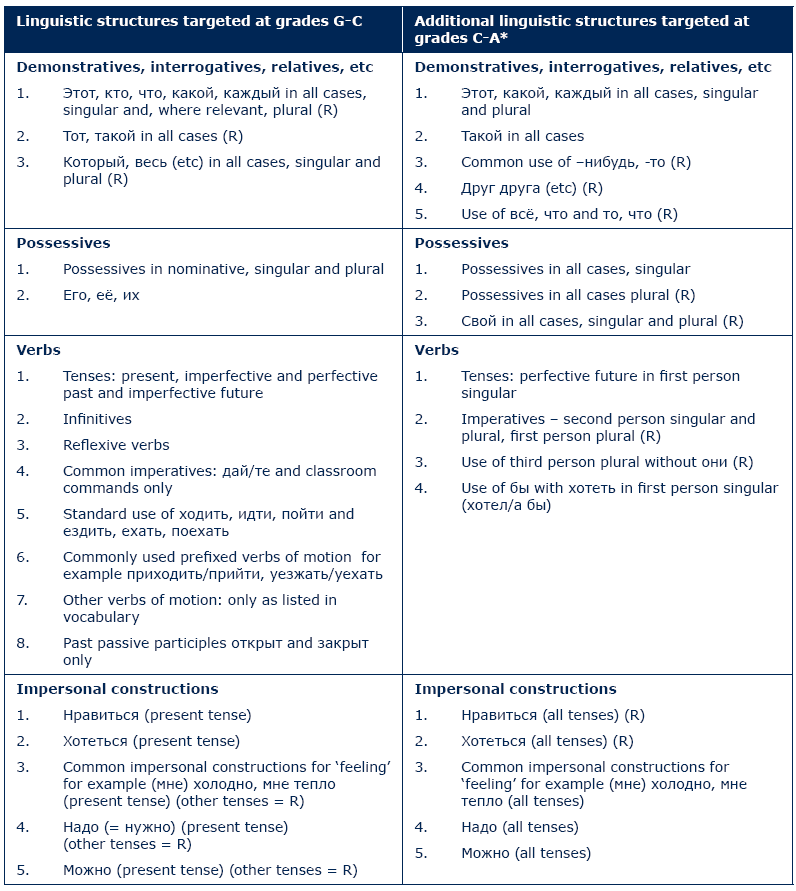 Linguistic structures targeted at grades G–C
Additional linguistic structures targeted at
grades C–A*
Demonstratives, interrogatives, relatives, etc
1. Этот, кто, что, какой, каждый in all cases,
singular and, where relevant, plural (R)
2. Тот, такой in all cases (R)
3. Который, весь (etc) in all cases, singular and
plural (R)
Demonstratives, interrogatives, relatives, etc
1. Этот, какой, каждый in all cases, singular
and plural
2. Такой in all cases
3. Common use of –нибудь, -то (R)
4. Друг друга (etc) (R)
5. Use of всё, что and то, что (R)
Possessives
1. Possessives in nominative, singular and plural
2. Его, её, их
Possessives
1. Possessives in all cases, singular
2. Possessives in all cases plural (R)
3. Свой in all cases, singular and plural (R)
Verbs
1. Tenses: present, imperfective and perfective
past and imperfective future
2. Infinitives
3. Reflexive verbs
4. Common imperatives: дай/те and classroom
commands only
5. Standard use of ходить, идти, пойти and
ездить, ехать, поехать
6. Commonly used prefixed verbs of motion for
example приходить/прийти, уезжать/уехать
7. Other verbs of motion: only as listed in
vocabulary
8. Past passive participles открыт and закрыт
only
Verbs
1. Tenses: perfective future in first person
singular
2. Imperatives – second person singular and
plural, first person plural (R)
3. Use of third person plural without они (R)
4. Use of бы with хотеть in first person singular
(хотел/а бы)
Impersonal constructions
1. Нравиться (present tense)
2. Хотеться (present tense)
3. Common impersonal constructions for ‘feeling’
for example (мне) холодно, мне тепло
(present tense) (other tenses = R)
4. Надо (= нужно) (present tense)
(other tenses = R)
5. Можно (present tense) (other tenses = R)
Impersonal constructions
1. Нравиться (all tenses) (R)
2. Хотеться (all tenses) (R)
3. Common impersonal constructions for
‘feeling’ for example (мне) холодно, мне
тепло (all tenses)
4. Надо (all tenses)
5. Можно (all tenses)